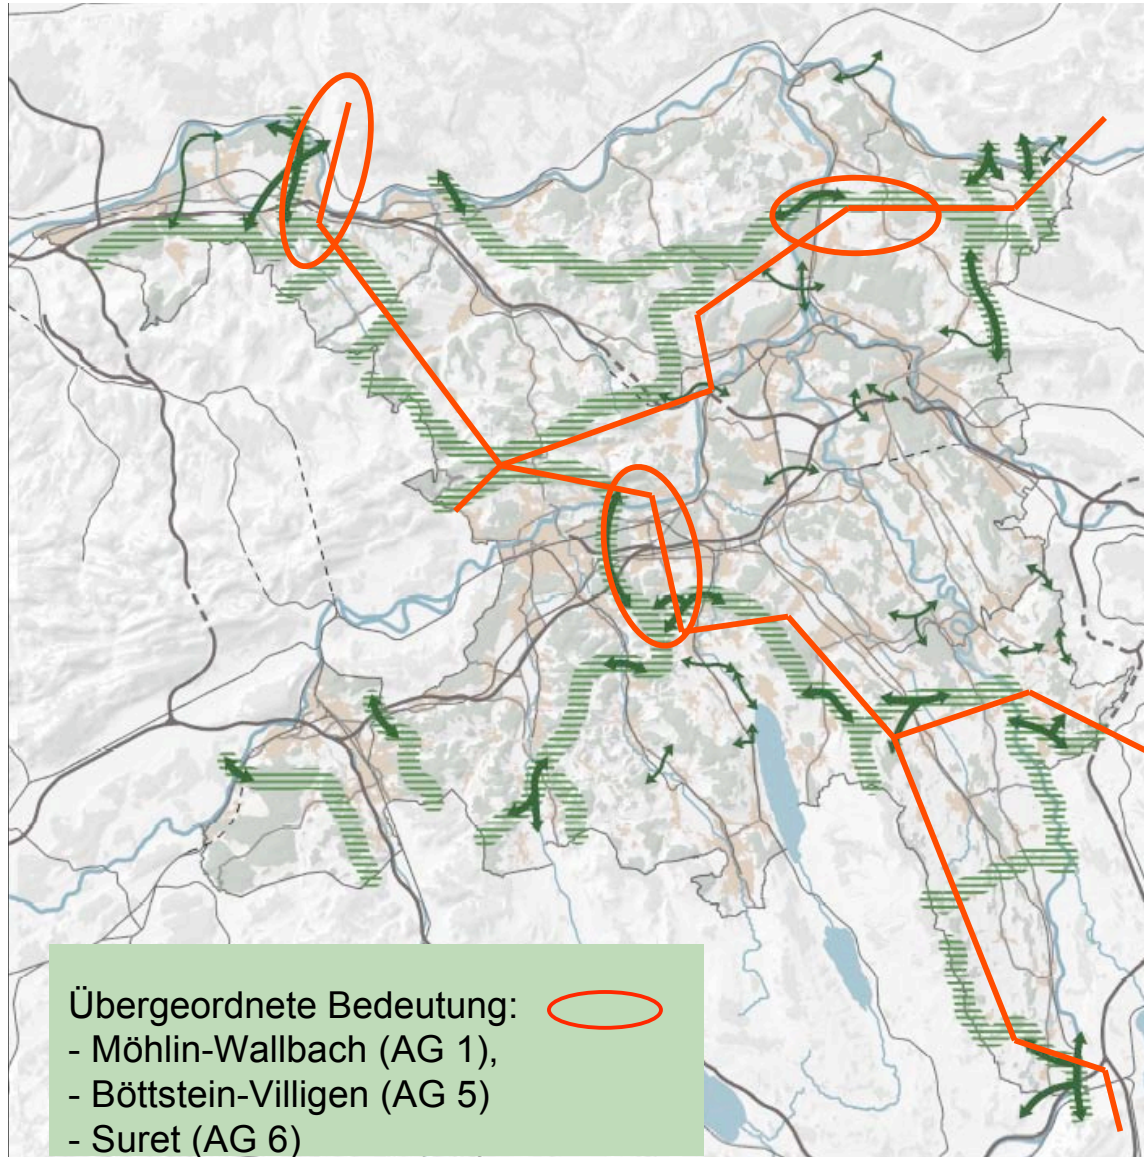 Übergeordnete Bedeutung:
- Möhlin-Wallbach (AG 1),
- Böttstein-Villigen (AG 5)
- Suret (AG 6)